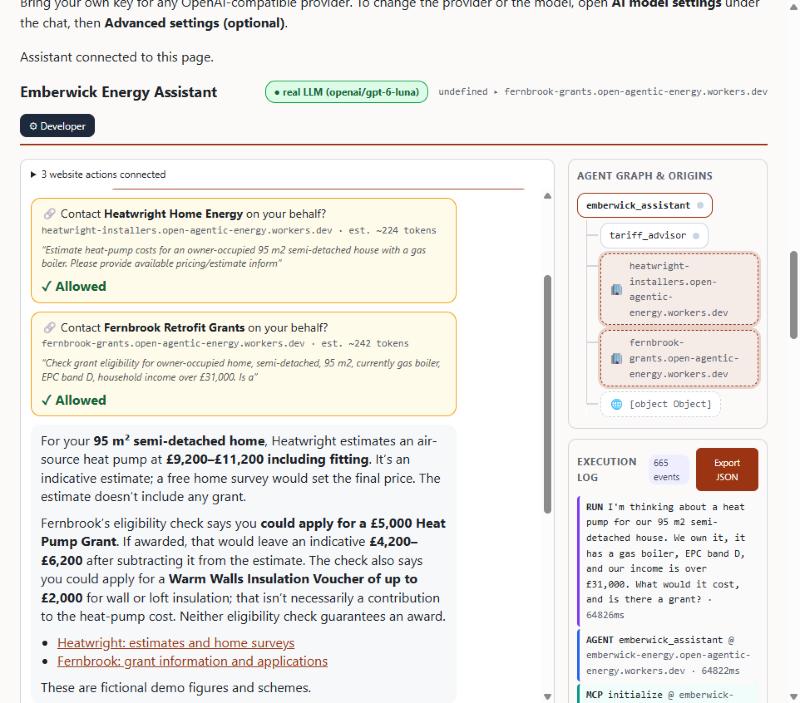 Bring your own key for any OpenAI-compatible provider. To change the provider or the model, open AI model settings under
the chat, then Advanced settings (optional).
Assistant connected to this page.
Emberwick Energy Assistant
● real LLM (openai/gpt-6-luna)
undefined ▸ fernbrook-grants.open-agentic-energy.workers.dev
⚙ Developer
▶ 3 website actions connected
🔗 Contact Heatwright Home Energy on your behalf?
heatwright-installers.open-agentic-energy.workers.dev · est. ~224 tokens
"Estimate heat-pump costs for an owner-occupied 95 m2 semi-detached house with a gas
boiler. Please provide available pricing/estimate inform"
✓ Allowed
🔗 Contact Fernbrook Retrofit Grants on your behalf?
fernbrook-grants.open-agentic-energy.workers.dev · est. ~242 tokens
"Check grant eligibility for owner-occupied home, semi-detached, 95 m2, currently gas boiler,
EPC band D, household income over £31,000. Is a"
✓ Allowed
For your 95 m² semi-detached home, Heatwright estimates an air-
source heat pump at £9,200–£11,200 including fitting. It's an
indicative estimate; a free home survey would set the final price. The
estimate doesn't include any grant.
Fernbrook's eligibility check says you could apply for a £5,000 Heat
Pump Grant. If awarded, that would leave an indicative £4,200–
£6,200 after subtracting it from the estimate. The check also says
you could apply for a Warm Walls Insulation Voucher of up to
£2,000 for wall or loft insulation; that isn't necessarily a contribution
to the heat-pump cost. Neither eligibility check guarantees an award.
• Heatwright: estimates and home surveys
• Fernbrook: grant information and applications
These are fictional demo figures and schemes.
AGENT GRAPH & ORIGINS
emberwick_assistant
tariff_advisor
heatwright-
installers.open-
agentic-
energy.workers.dev
fernbrook-
grants.open-agentic-
energy.workers.dev
[object Object]
EXECUTION
LOG
665
events
Export
JSON
RUN I'm thinking about a heat
pump for our 95 m2 semi-
detached house. We own it, it
has a gas boiler, EPC band D,
and our income is over
£31,000. What would it cost,
and is there a grant? ·
64826ms
AGENT emberwick_assistant @
emberwick-energy.open-agentic-
energy.workers.dev · 64822ms
MCP initialize @ emberwick-